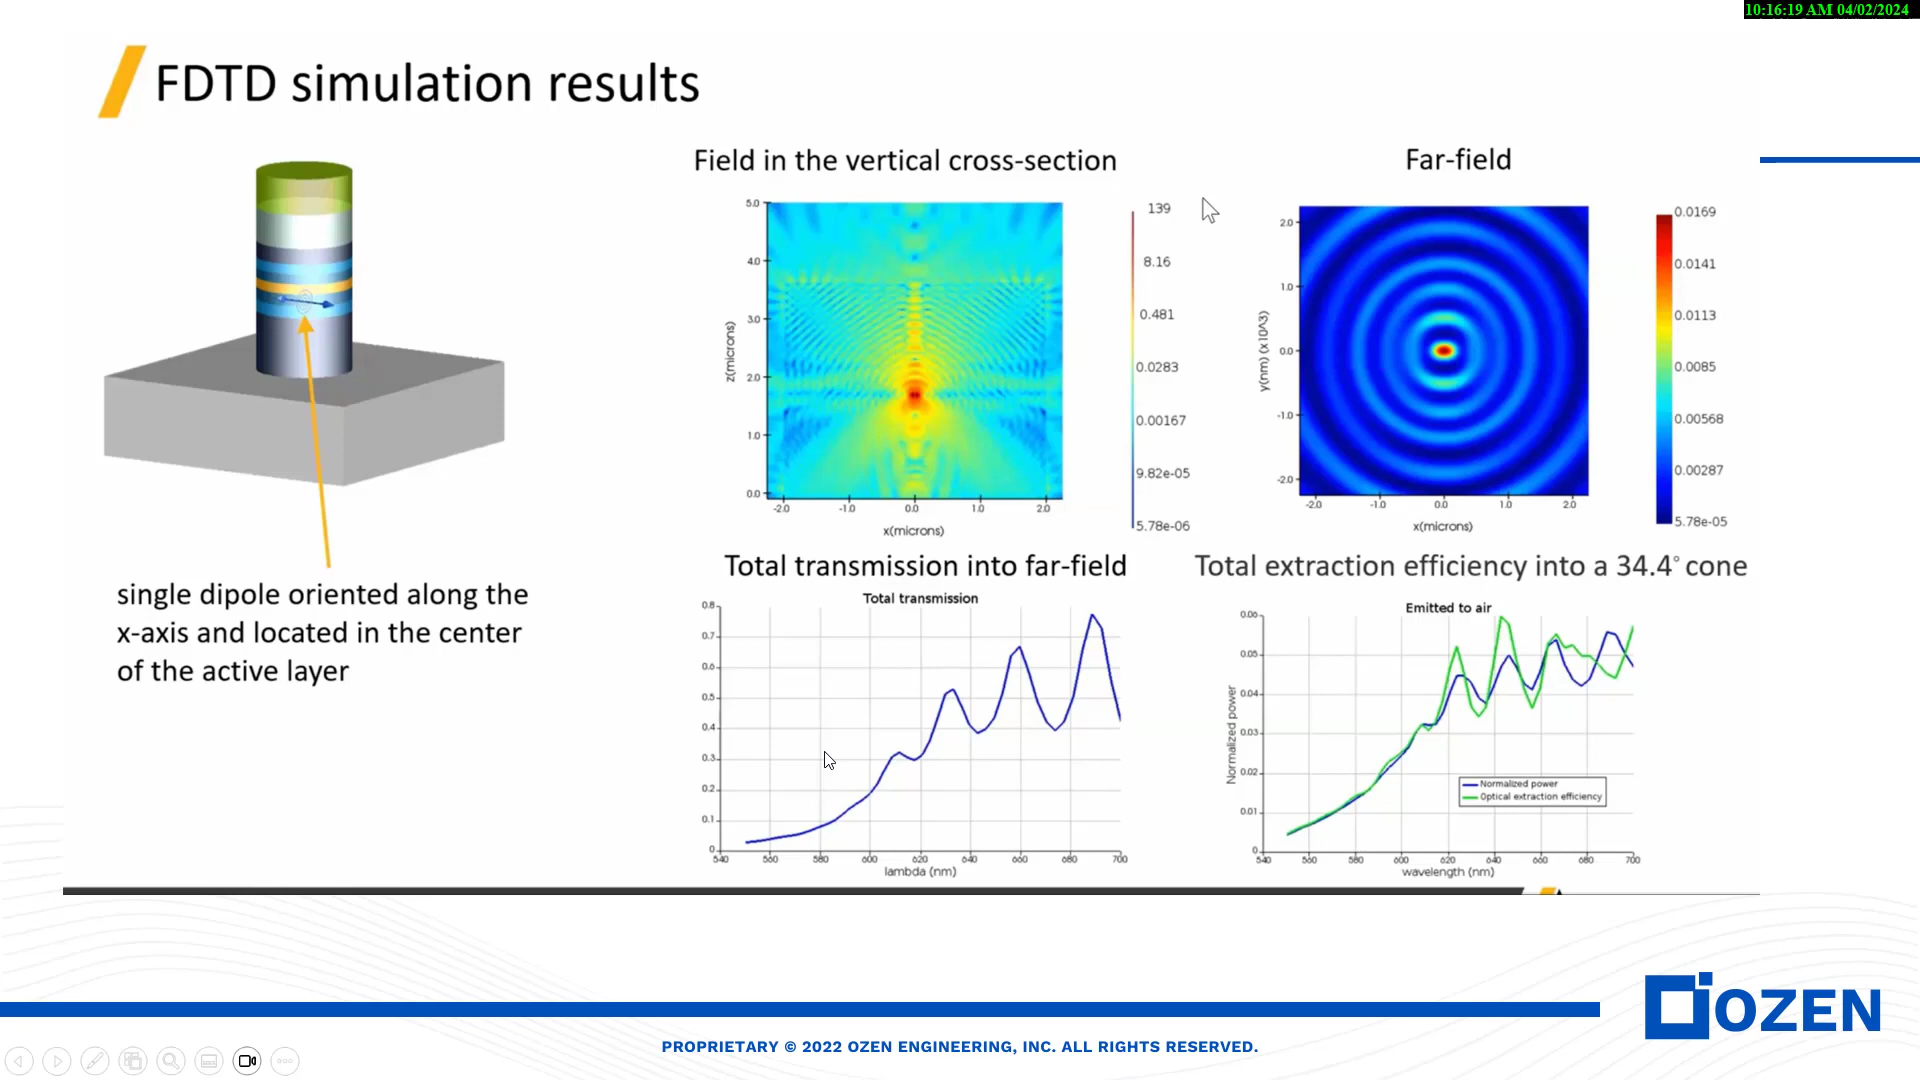 10:16:19 AM 04/02/2024
FDTD simulation results
Field in the vertical cross-section
Far-field
5.0
4.0
3.0
2.0
1.0
0.0
z(microns)
-2.0 -1.0 0.0 1.0 2.0
x(microns)
139
8.16
0.481
0.0283
0.00167
9.82e-05
5.78e-06
2.0
1.0
0.0
-1.0
-2.0
y(nm) (x10^3)
-2.0 -1.0 0.0 1.0 2.0
x(microns)
0.0169
0.0141
0.0113
0.0085
0.00568
0.00287
5.78e-05
single dipole oriented along the
x-axis and located in the center
of the active layer
Total transmission into far-field
Total transmission
0.8
0.7
0.6
0.5
0.4
0.3
0.2
0.1
0
540 560 580 600 620 640 660 680 700
lambda (nm)
Total extraction efficiency into a 34.4° cone
Emitted to air
0.06
0.05
0.04
0.03
0.02
0.01
0
Normalized power
Normalized power
Optical extraction efficiency
540 560 580 600 620 640 660 680 700
wavelength (nm)
OZEN
PROPRIETARY © 2022 OZEN ENGINEERING, INC. ALL RIGHTS RESERVED.